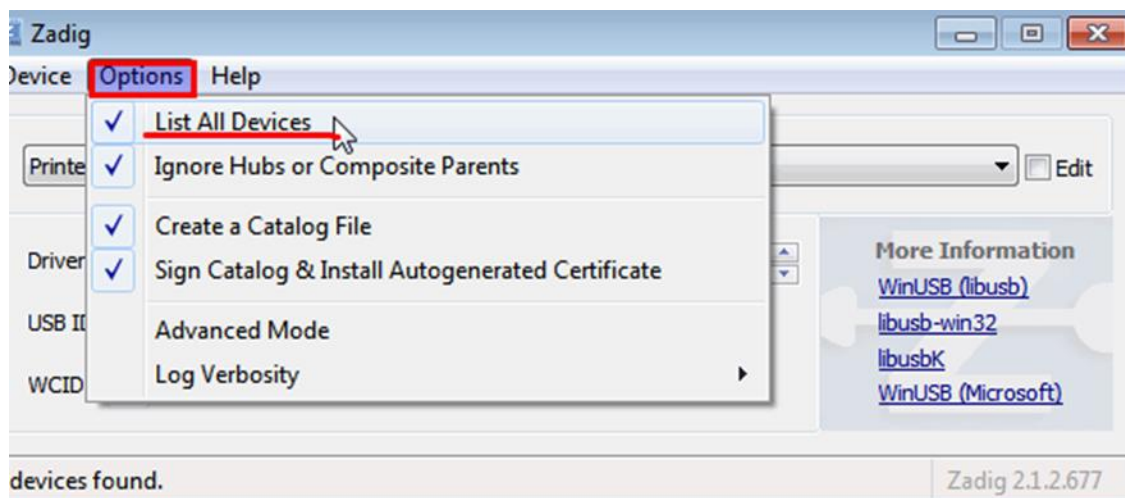 Zadig
Device Options Help
List All Devices
Ignore Hubs or Composite Parents
Printe Edit
Create a Catalog File
Sign Catalog & Install Autogenerated Certificate
Advanced Mode
Log Verbosity
Driver
USB ID
WCID
More Information
WinUSB (libusb)
libusb-win32
libusbK
WinUSB (Microsoft)
devices found.
Zadig 2.1.2.677